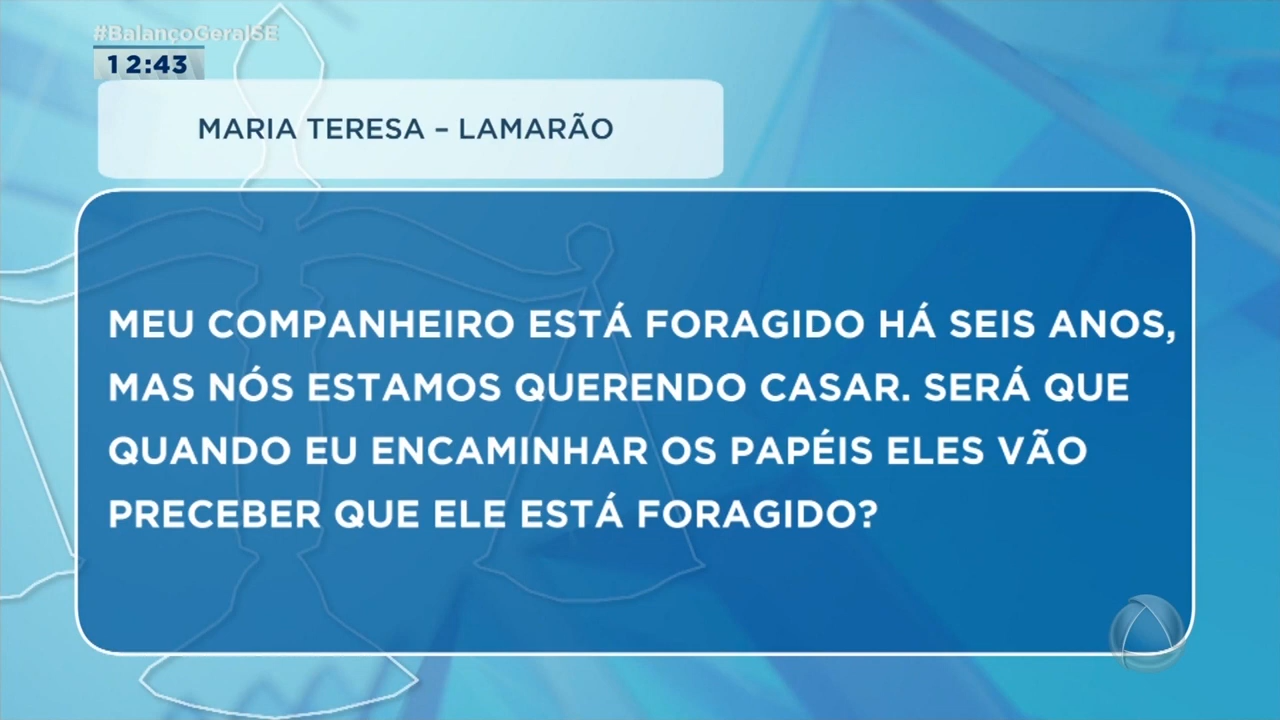 #BalançoGeralSE
12:43
MARIA TERESA – LAMARÃO
MEU COMPANHEIRO ESTÁ FORAGIDO HÁ SEIS ANOS,
MAS NÓS ESTAMOS QUERENDO CASAR. SERÁ QUE
QUANDO EU ENCAMINHAR OS PAPÉIS ELES VÃO
PRECEBER QUE ELE ESTÁ FORAGIDO?